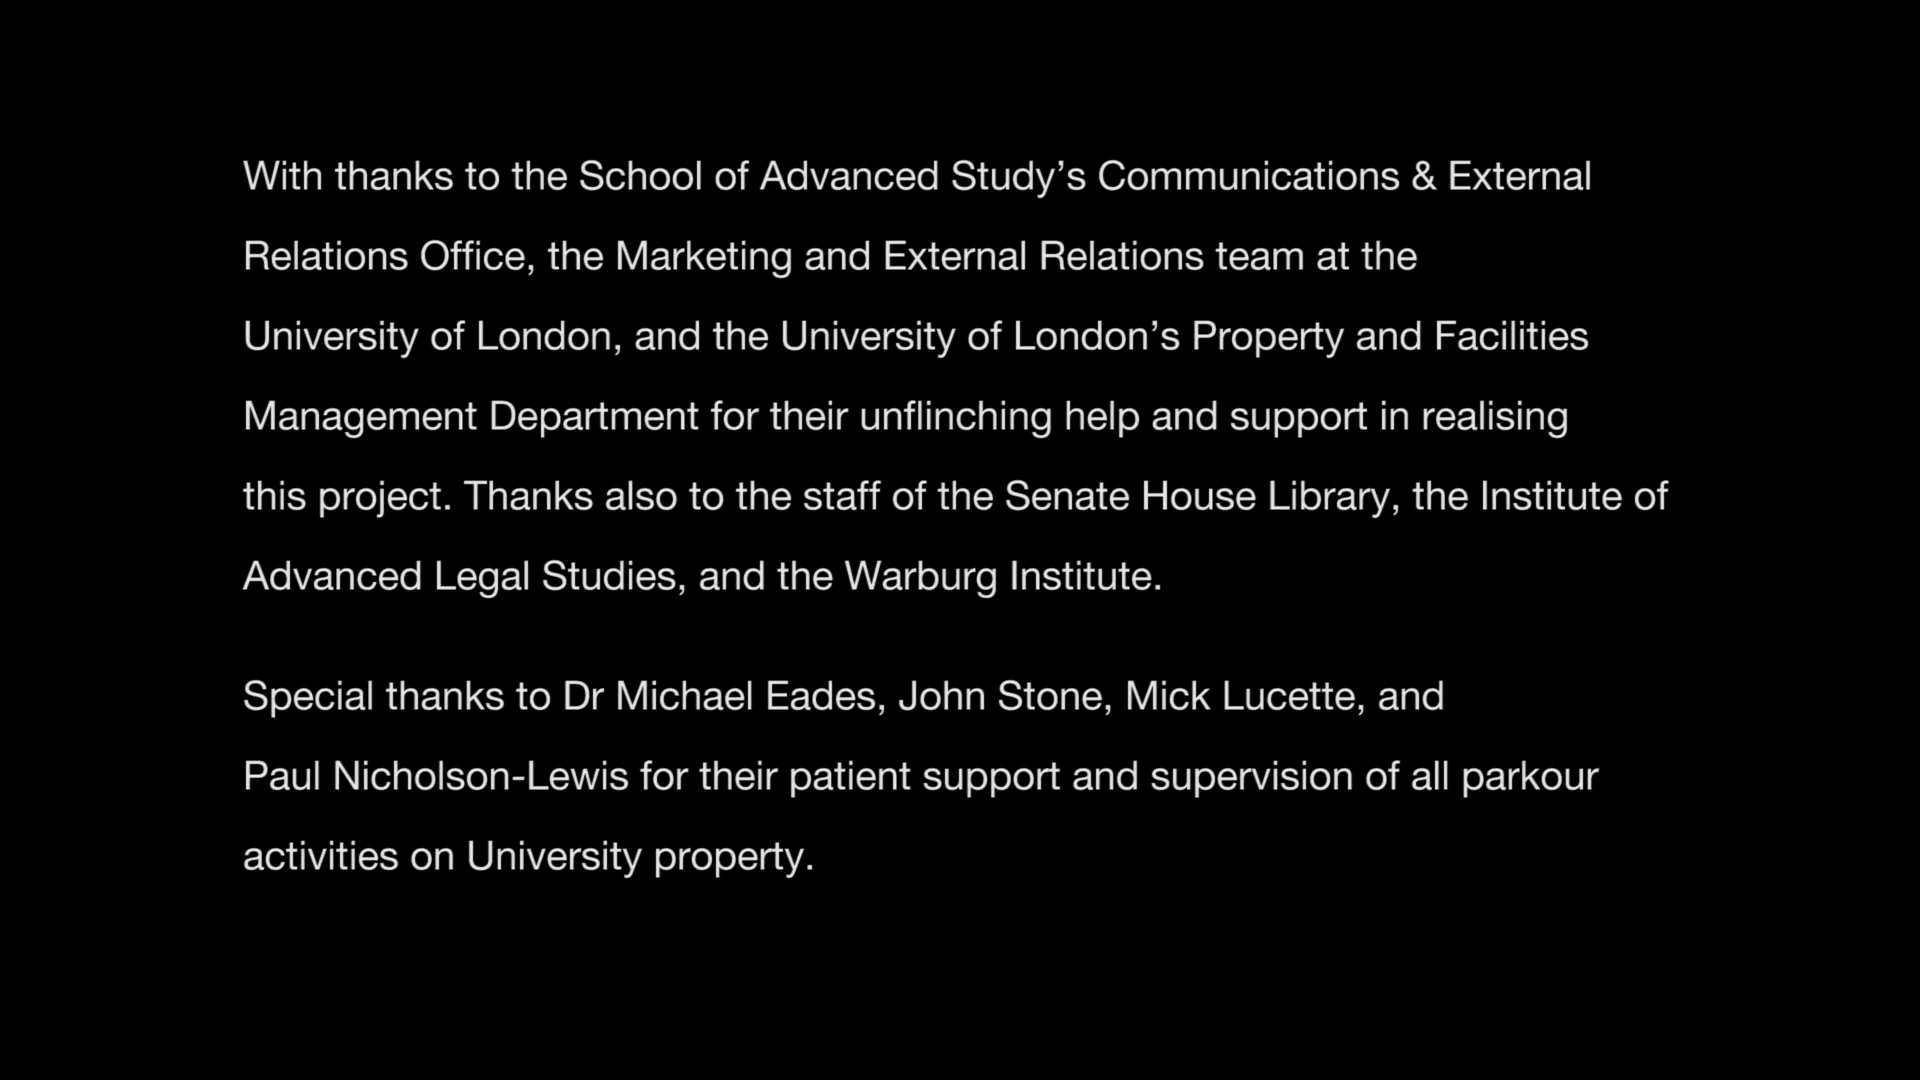 With thanks to the School of Advanced Study’s Communications & External
Relations Office, the Marketing and External Relations team at the
University of London, and the University of London’s Property and Facilities
Management Department for their unflinching help and support in realising
this project. Thanks also to the staff of the Senate House Library, the Institute of
Advanced Legal Studies, and the Warburg Institute.
Special thanks to Dr Michael Eades, John Stone, Mick Lucette, and
Paul Nicholson-Lewis for their patient support and supervision of all parkour
activities on University property.